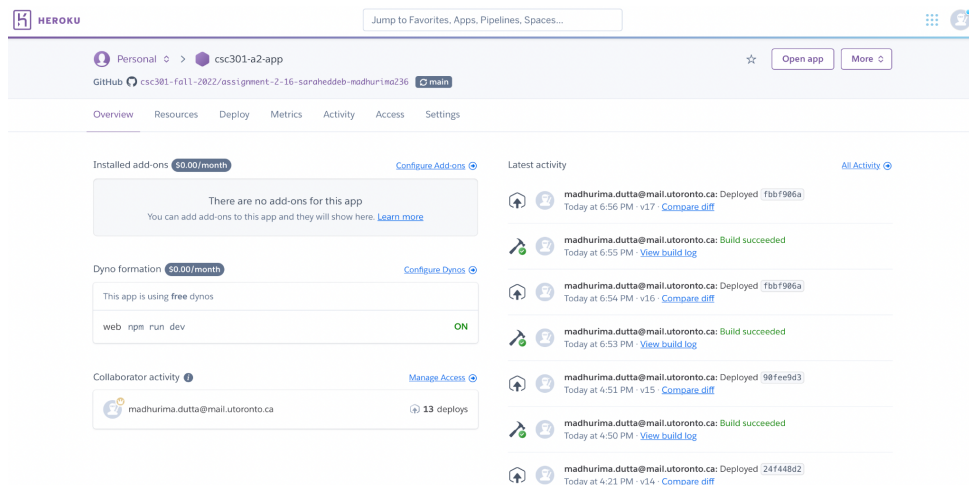 HEROKU
Jump to Favorites, Apps, Pipelines, Spaces...
Personal > csc301-a2-app
Open app
More
GitHub csc301-fall-2022/assignment-2-16-saraheddeb-madhurima236 main
Overview Resources Deploy Metrics Activity Access Settings
Installed add-ons $0.00/month
Configure Add-ons
There are no add-ons for this app
You can add add-ons to this app and they will show here. Learn more
Dyno formation $0.00/month
Configure Dynos
This app is using free dynos
web npm run dev
ON
Collaborator activity
Manage Access
madhurima.dutta@mail.utoronto.ca
13 deploys
Latest activity
All Activity
madhurima.dutta@mail.utoronto.ca: Deployed fbbf906a
Today at 6:56 PM · v17 · Compare diff
madhurima.dutta@mail.utoronto.ca: Build succeeded
Today at 6:55 PM · View build log
madhurima.dutta@mail.utoronto.ca: Deployed fbbf906a
Today at 6:54 PM · v16 · Compare diff
madhurima.dutta@mail.utoronto.ca: Build succeeded
Today at 6:53 PM · View build log
madhurima.dutta@mail.utoronto.ca: Deployed 90fee9d3
Today at 4:51 PM · v15 · Compare diff
madhurima.dutta@mail.utoronto.ca: Build succeeded
Today at 4:50 PM · View build log
madhurima.dutta@mail.utoronto.ca: Deployed 24f448d2
Today at 4:21 PM · v14 · Compare diff